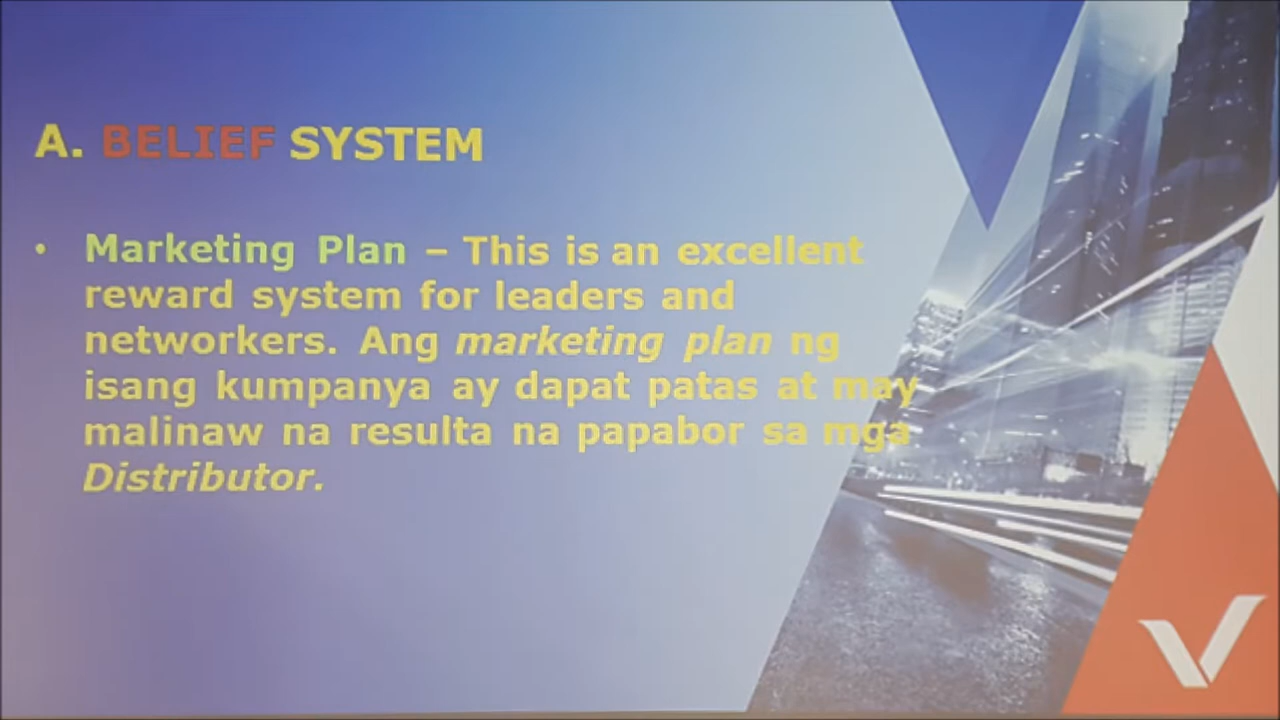 A. BELIEF SYSTEM
• Marketing Plan – This is an excellent
reward system for leaders and
networkers. Ang marketing plan ng
isang kumpanya ay dapat patas at may
malinaw na resulta na papabor sa mga
Distributor.